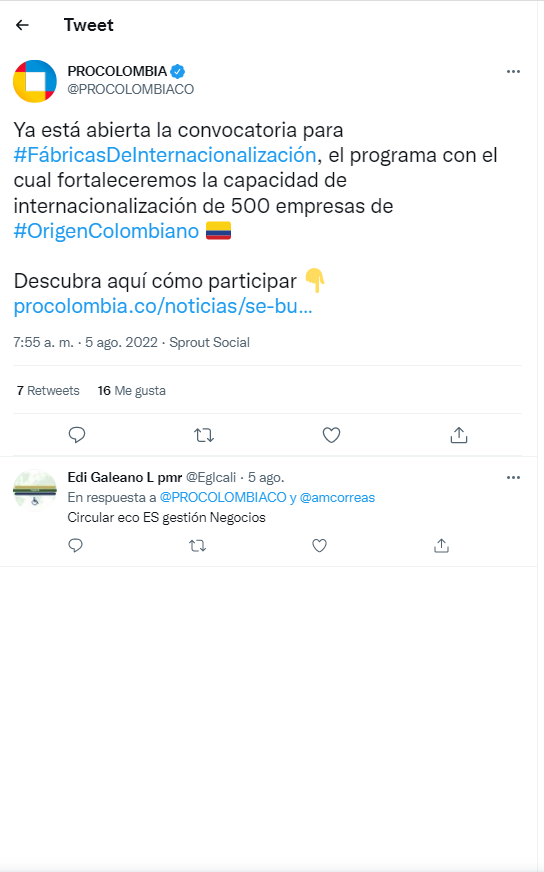 Tweet
PROCOLOMBIA
@PROCOLOMBIACO
Ya está abierta la convocatoria para
#FábricasDeInternacionalización, el programa con el
cual fortaleceremos la capacidad de
internacionalización de 500 empresas de
#OrigenColombiano
Descubra aquí cómo participar
procolombia.co/noticias/se-bu...
7:55 a. m. · 5 ago. 2022 · Sprout Social
7 Retweets 16 Me gusta
Edi Galeano L pmr @Eglcali · 5 ago.
En respuesta a @PROCOLOMBIACO y @amcorreas
Circular eco ES gestión Negocios